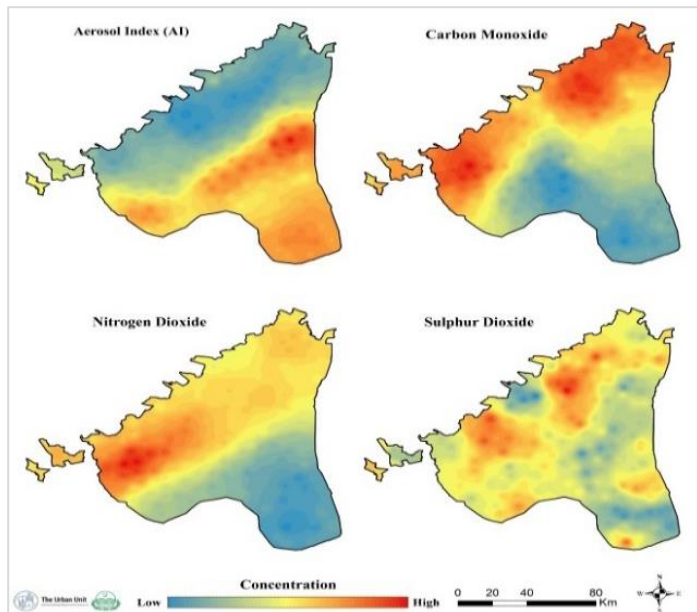 Aerosol Index (AI)
Carbon Monoxide
Nitrogen Dioxide
Sulphur Dioxide
The Urban Unit
Concentration
Low
High
0
20
40
80
Km
N
W
E
S